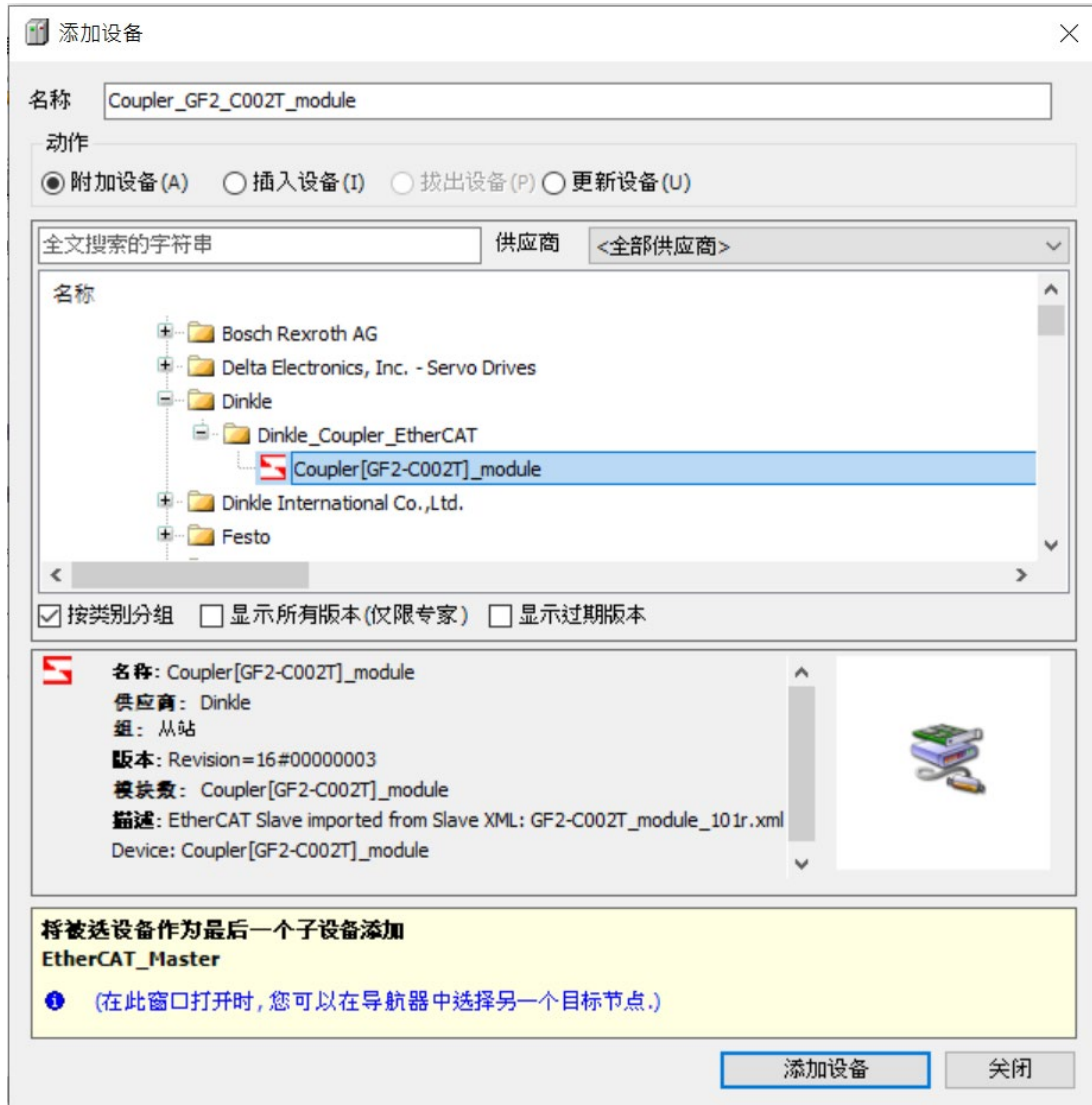 添加设备
名称 Coupler_GF2_C002T_module
动作
附加设备(A) 插入设备(I) 拔出设备(P) 更新设备(U)
全文搜索的字符串 供应商 <全部供应商>
名称
Bosch Rexroth AG
Delta Electronics, Inc. - Servo Drives
Dinkle
Dinkle_Coupler_EtherCAT
Coupler[GF2-C002T]_module
Dinkle International Co.,Ltd.
Festo
按类别分组 显示所有版本(仅限专家) 显示过期版本
名称: Coupler[GF2-C002T]_module
供应商: Dinkle
组: 从站
版本: Revision=16#00000003
模块数: Coupler[GF2-C002T]_module
描述: EtherCAT Slave imported from Slave XML: GF2-C002T_module_101r.xml
Device: Coupler[GF2-C002T]_module
将被选设备作为最后一个子设备添加
EtherCAT_Master
(在此窗口打开时,您可以在导航器中选择另一个目标节点.)
添加设备 关闭